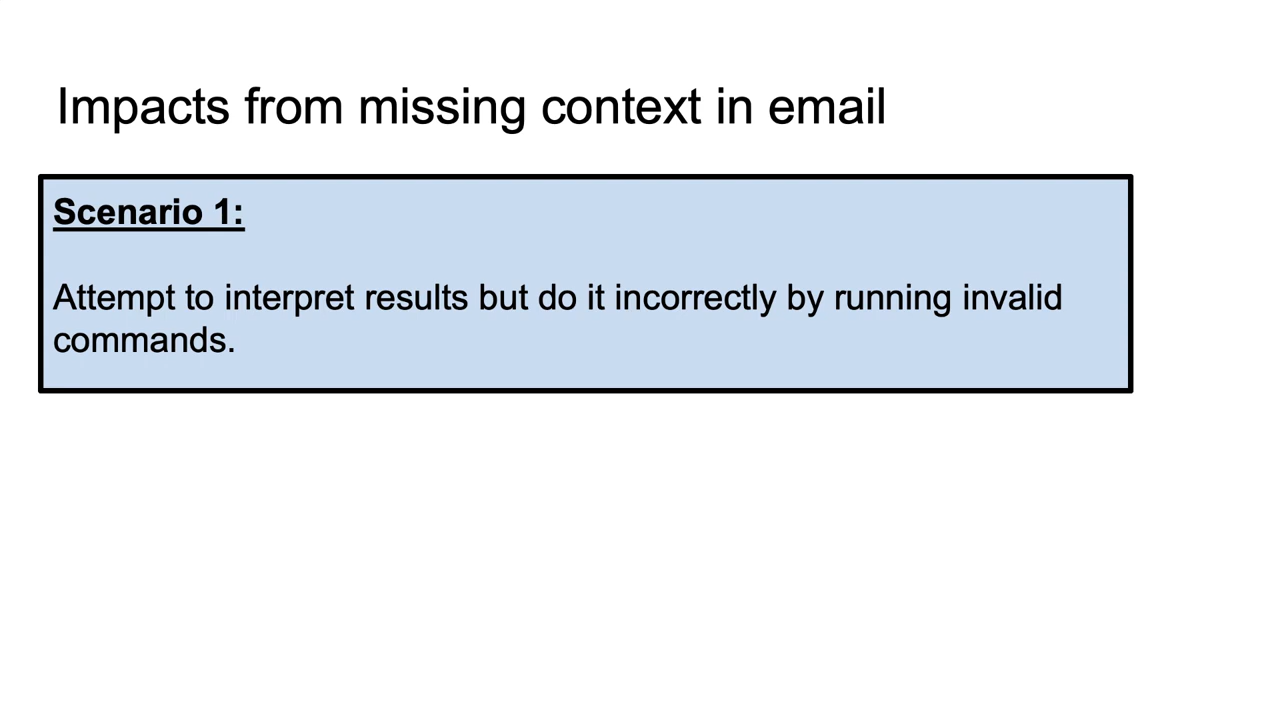 Impacts from missing context in email
Scenario 1:
Attempt to interpret results but do it incorrectly by running invalid
commands.